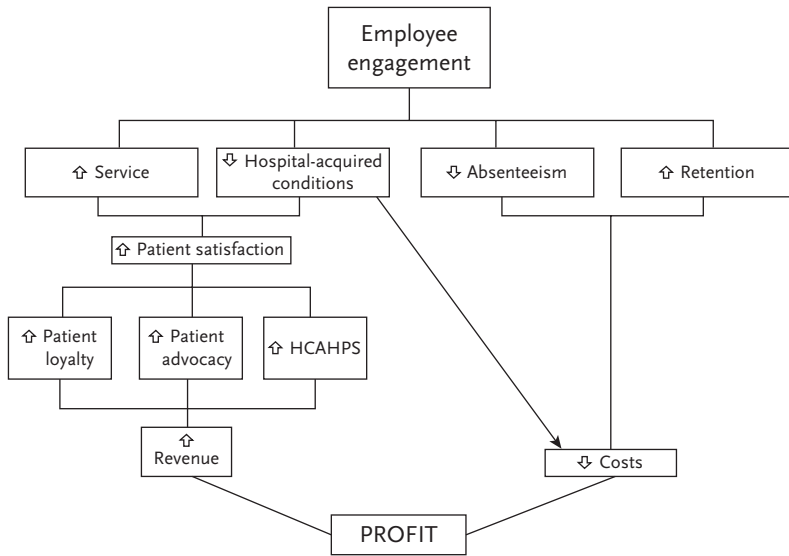 Employee
engagement
⇧ Service
⇩ Hospital-acquired
conditions
⇩ Absenteeism
⇧ Retention
⇧ Patient satisfaction
⇧ Patient
loyalty
⇧ Patient
advocacy
⇧ HCAHPS
⇧
Revenue
⇩ Costs
PROFIT